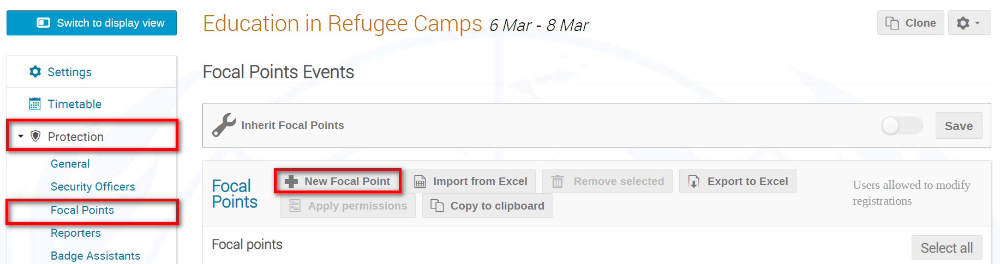 Switch to display view
Education in Refugee Camps 6 Mar - 8 Mar
Clone
Settings
Timetable
Protection
General
Security Officers
Focal Points
Reporters
Badge Assistants
Focal Points Events
Inherit Focal Points
Save
Focal
Points
New Focal Point
Import from Excel
Remove selected
Export to Excel
Apply permissions
Copy to clipboard
Users allowed to modify
registrations
Focal points
Select all